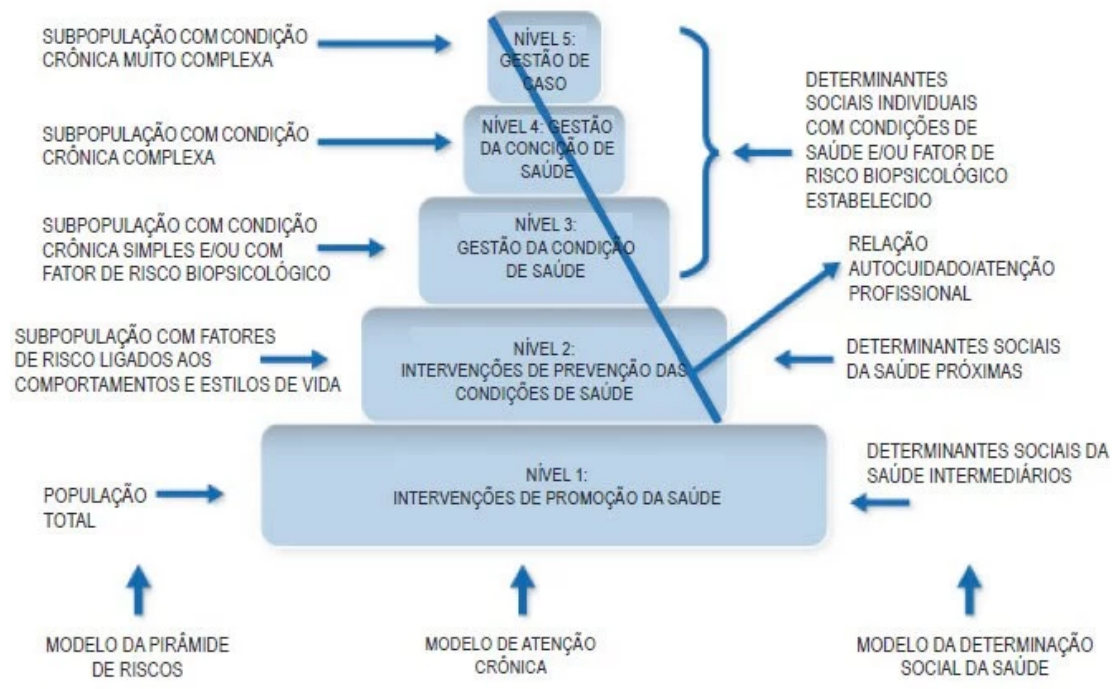 SUBPOPULAÇÃO COM CONDIÇÃO
CRÔNICA MUITO COMPLEXA
NÍVEL 5:
GESTÃO DE
CASO
DETERMINANTES
SOCIAIS INDIVIDUAIS
COM CONDIÇÕES DE
SAÚDE E/OU FATOR DE
RISCO BIOPSICOLÓGICO
ESTABELECIDO
SUBPOPULAÇÃO COM CONDIÇÃO
CRÔNICA COMPLEXA
NÍVEL 4: GESTÃO
DA CONCIÇÃO DE
SAÚDE
SUBPOPULAÇÃO COM CONDIÇÃO
CRÔNICA SIMPLES E/OU COM
FATOR DE RISCO BIOPSICOLÓGICO
NÍVEL 3:
GESTÃO DA CONDIÇÃO
DE SAÚDE
RELAÇÃO
AUTOCUIDADO/ATENÇÃO
PROFISSIONAL
SUBPOPULAÇÃO COM FATORES
DE RISCO LIGADOS AOS
COMPORTAMENTOS E ESTILOS DE VIDA
NÍVEL 2:
INTERVENÇÕES DE PREVENÇÃO DAS
CONDIÇÕES DE SAÚDE
DETERMINANTES SOCIAIS
DA SAÚDE PRÓXIMAS
POPULAÇÃO
TOTAL
NÍVEL 1:
INTERVENÇÕES DE PROMOÇÃO DA SAÚDE
DETERMINANTES SOCIAIS DA
SAÚDE INTERMEDIÁRIOS
MODELO DA PIRÂMIDE
DE RISCOS
MODELO DE ATENÇÃO
CRÔNICA
MODELO DA DETERMINAÇÃO
SOCIAL DA SAÚDE